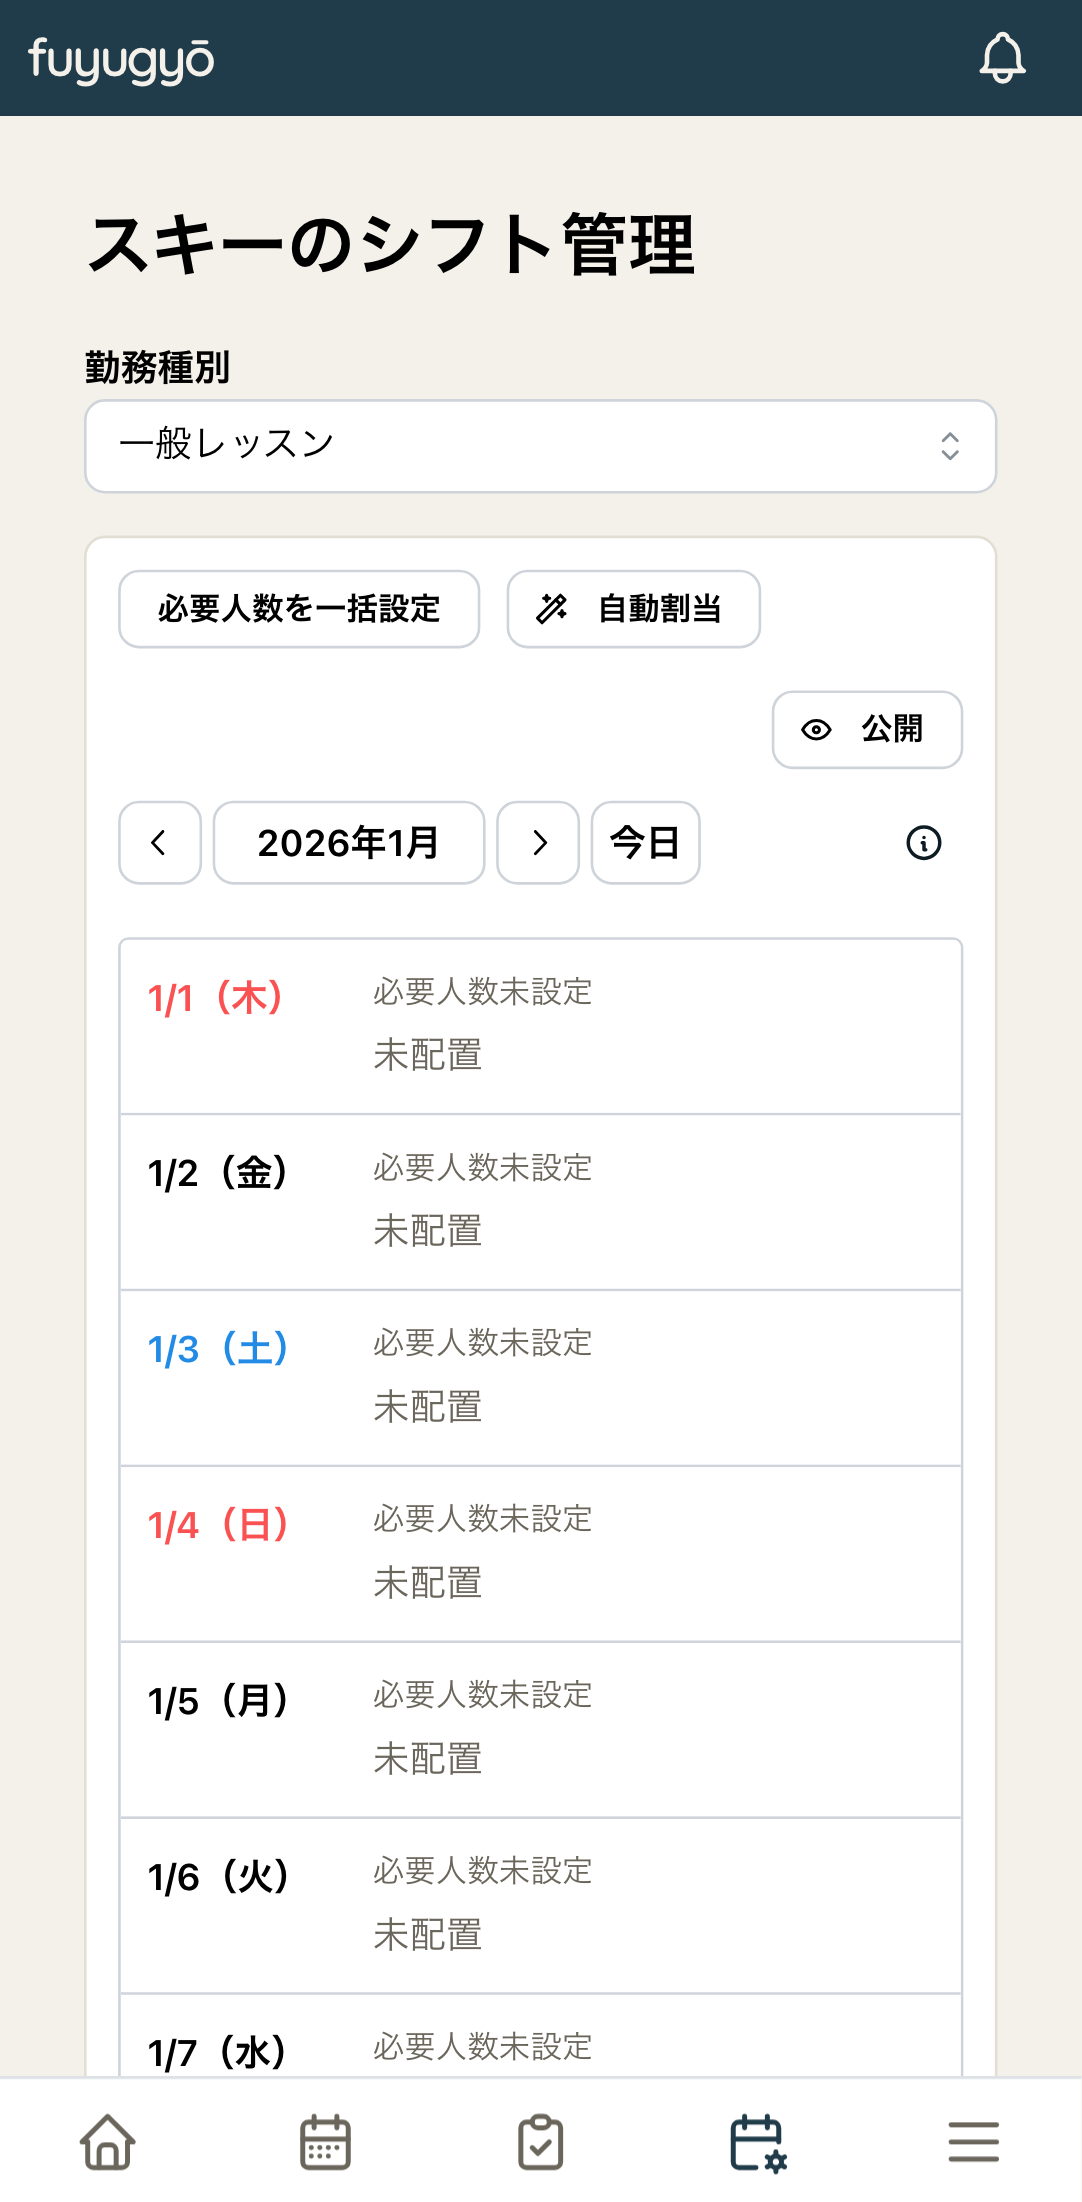 fuyugyō
スキーのシフト管理
勤務種別
一般レッスン
必要人数を一括設定
自動割当
公開
2026年1月
今日
1/1（木）
必要人数未設定
未配置
1/2（金）
必要人数未設定
未配置
1/3（土）
必要人数未設定
未配置
1/4（日）
必要人数未設定
未配置
1/5（月）
必要人数未設定
未配置
1/6（火）
必要人数未設定
未配置
1/7（水）
必要人数未設定